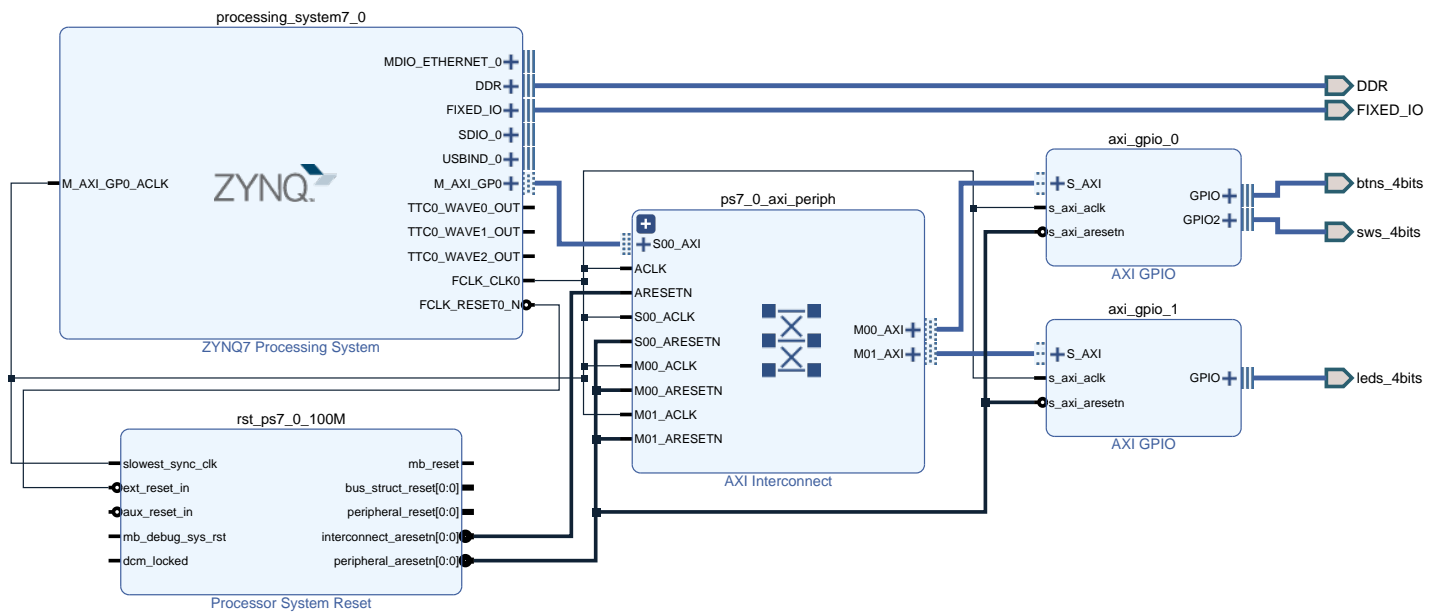 processing_system7_0
MDIO_ETHERNET_0
DDR
FIXED_IO
SDIO_0
USBIND_0
M_AXI_GP0
TTC0_WAVE0_OUT
TTC0_WAVE1_OUT
TTC0_WAVE2_OUT
FCLK_CLK0
FCLK_RESET0_N
M_AXI_GP0_ACLK
ZYNQ
ZYNQ7 Processing System
rst_ps7_0_100M
slowest_sync_clk
ext_reset_in
aux_reset_in
mb_debug_sys_rst
dcm_locked
mb_reset
bus_struct_reset[0:0]
peripheral_reset[0:0]
interconnect_aresetn[0:0]
peripheral_aresetn[0:0]
Processor System Reset
ps7_0_axi_periph
S00_AXI
ACLK
ARESETN
S00_ACLK
S00_ARESETN
M00_ACLK
M00_ARESETN
M01_ACLK
M01_ARESETN
M00_AXI
M01_AXI
AXI Interconnect
axi_gpio_0
S_AXI
s_axi_aclk
s_axi_aresetn
GPIO
GPIO2
AXI GPIO
axi_gpio_1
S_AXI
s_axi_aclk
s_axi_aresetn
GPIO
AXI GPIO
DDR
FIXED_IO
btns_4bits
sws_4bits
leds_4bits